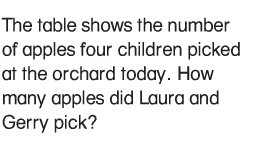 The table shows the number
of apples four children picked
at the orchard today. How
many apples did Laura and
Gerry pick?